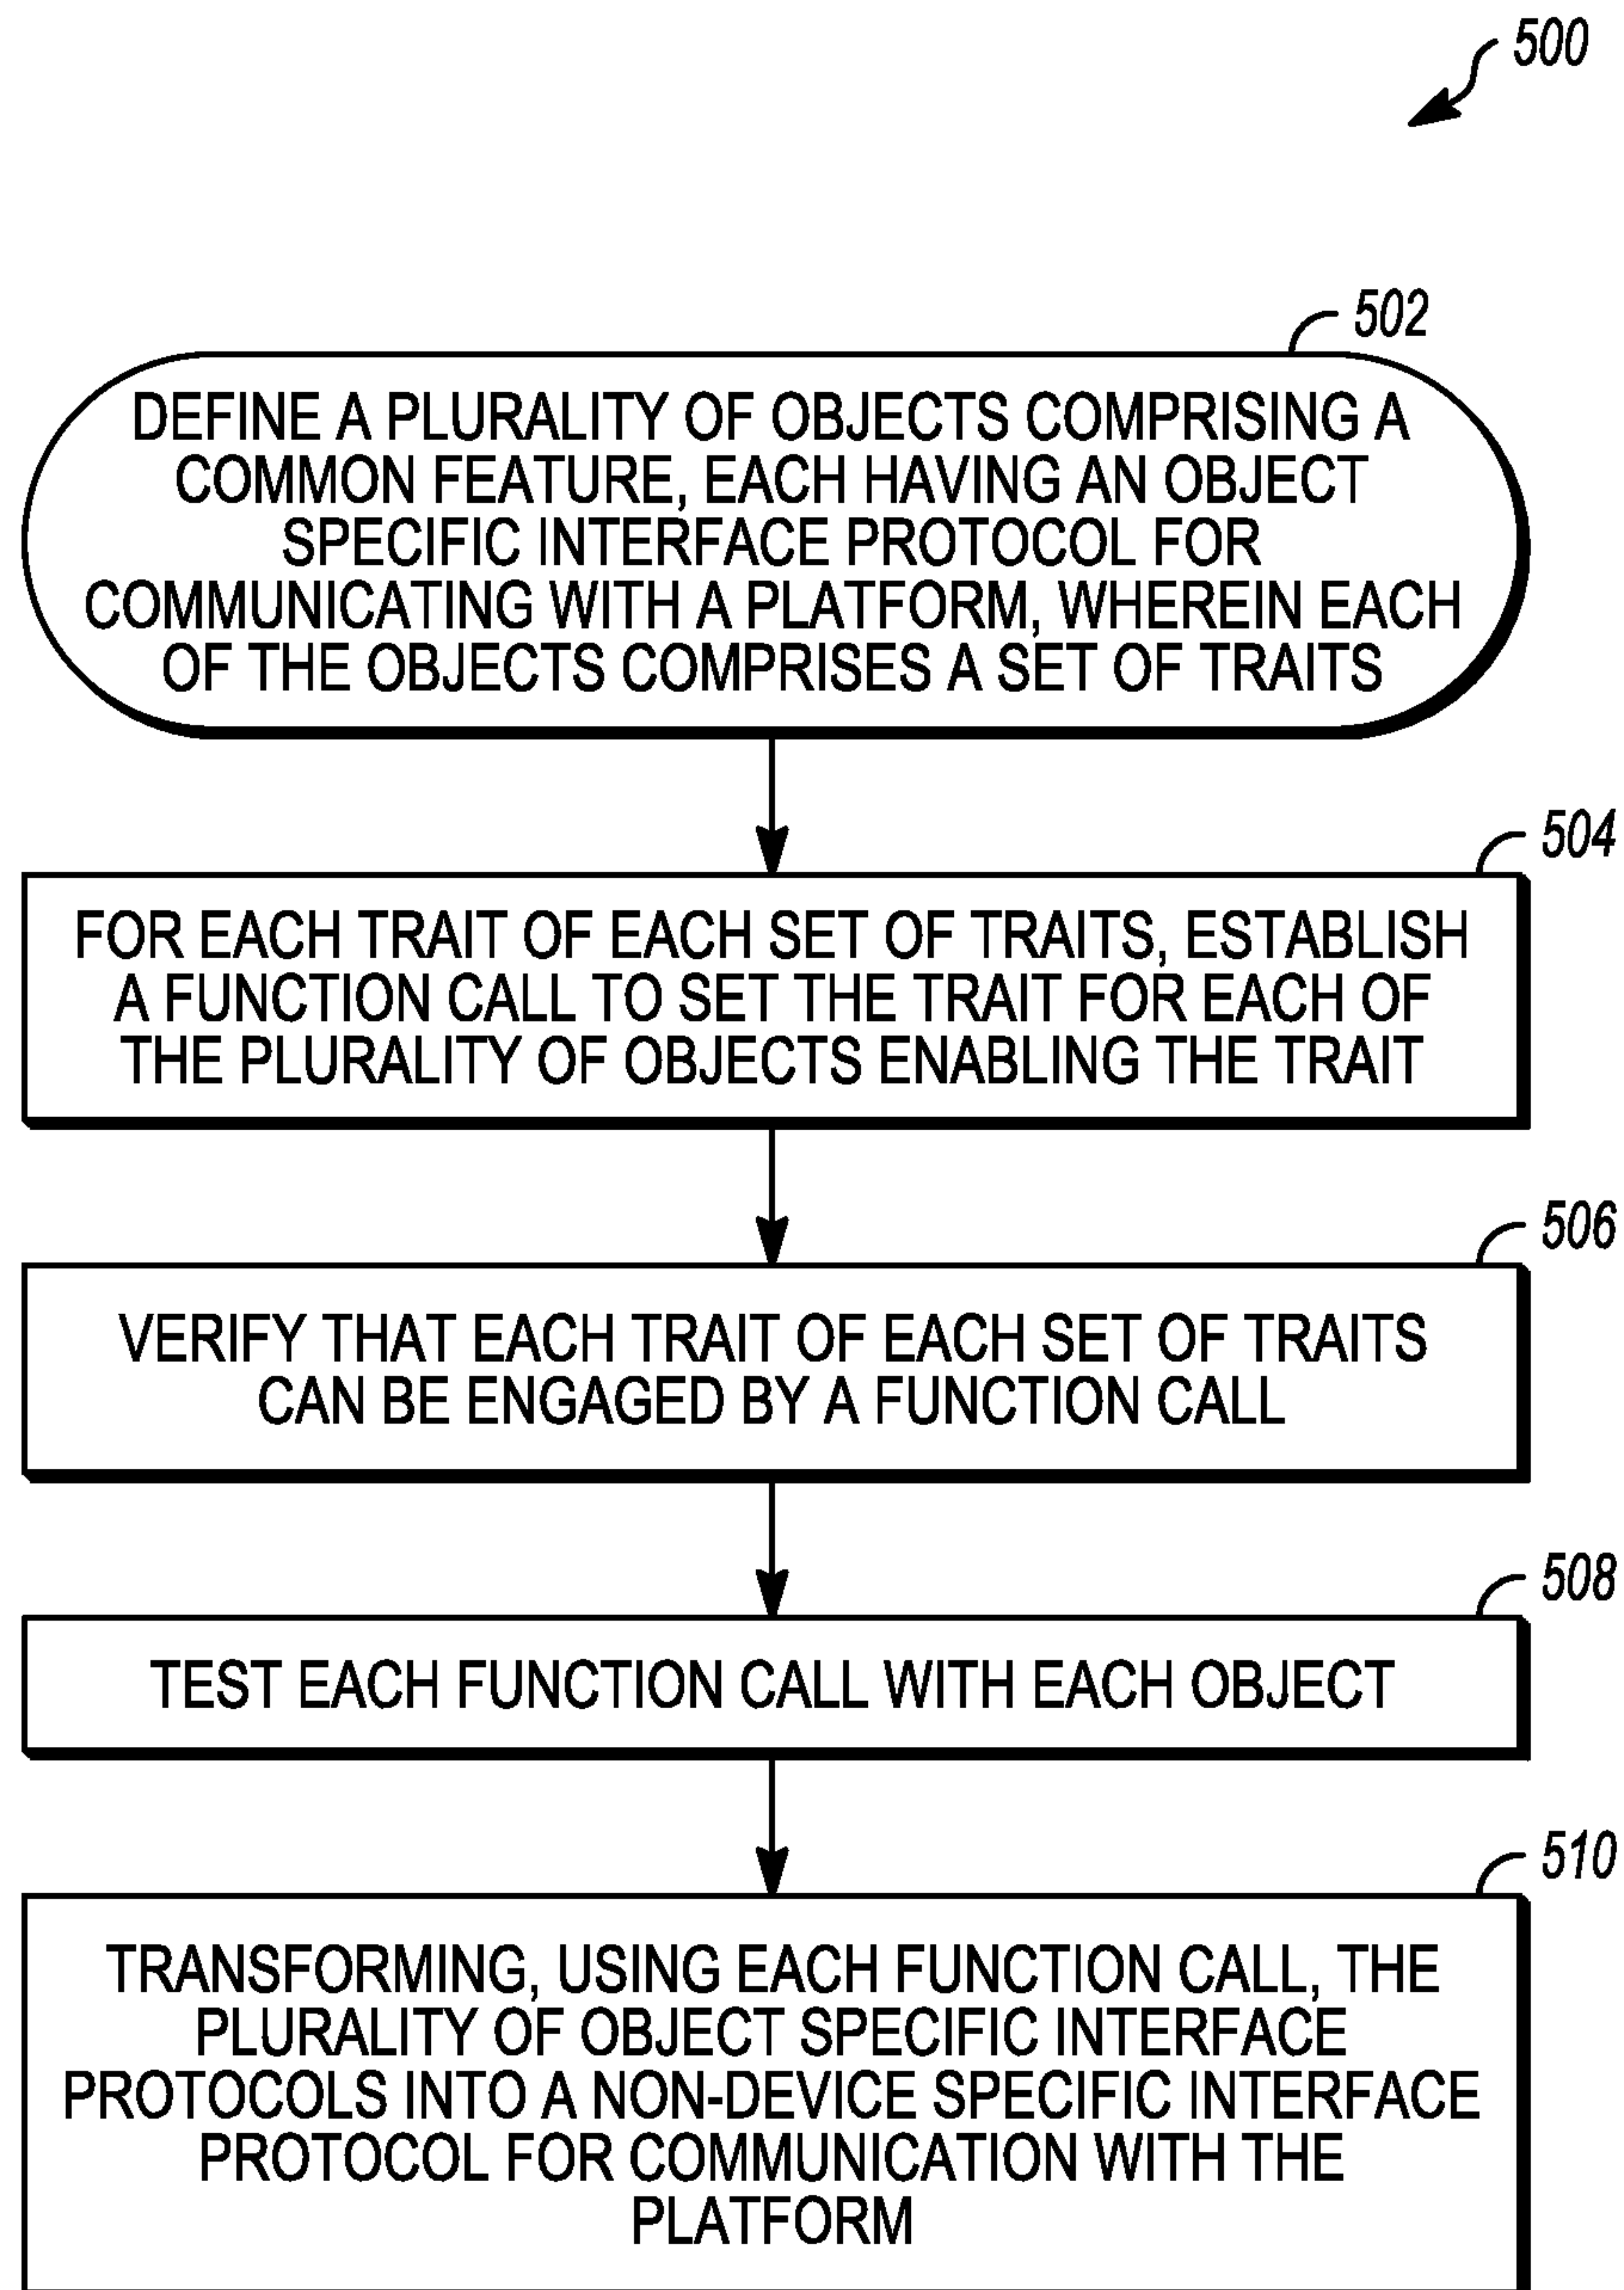 500
502
DEFINE A PLURALITY OF OBJECTS COMPRISING A
COMMON FEATURE, EACH HAVING AN OBJECT
SPECIFIC INTERFACE PROTOCOL FOR
COMMUNICATING WITH A PLATFORM, WHEREIN EACH
OF THE OBJECTS COMPRISES A SET OF TRAITS
504
FOR EACH TRAIT OF EACH SET OF TRAITS, ESTABLISH
A FUNCTION CALL TO SET THE TRAIT FOR EACH OF
THE PLURALITY OF OBJECTS ENABLING THE TRAIT
506
VERIFY THAT EACH TRAIT OF EACH SET OF TRAITS
CAN BE ENGAGED BY A FUNCTION CALL
508
TEST EACH FUNCTION CALL WITH EACH OBJECT
510
TRANSFORMING, USING EACH FUNCTION CALL, THE
PLURALITY OF OBJECT SPECIFIC INTERFACE
PROTOCOLS INTO A NON-DEVICE SPECIFIC INTERFACE
PROTOCOL FOR COMMUNICATION WITH THE
PLATFORM